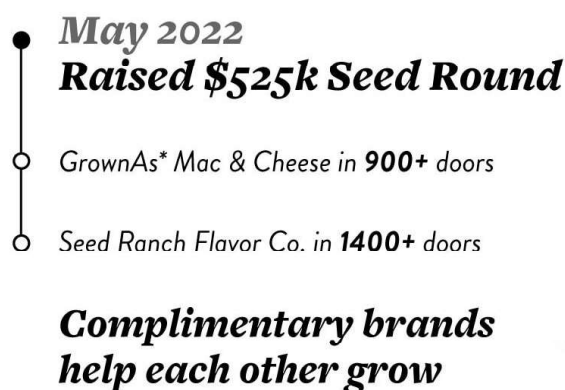 May 2022
Raised $525k Seed Round
GrownAs* Mac & Cheese in 900+ doors
Seed Ranch Flavor Co. in 1400+ doors
Complimentary brands
help each other grow